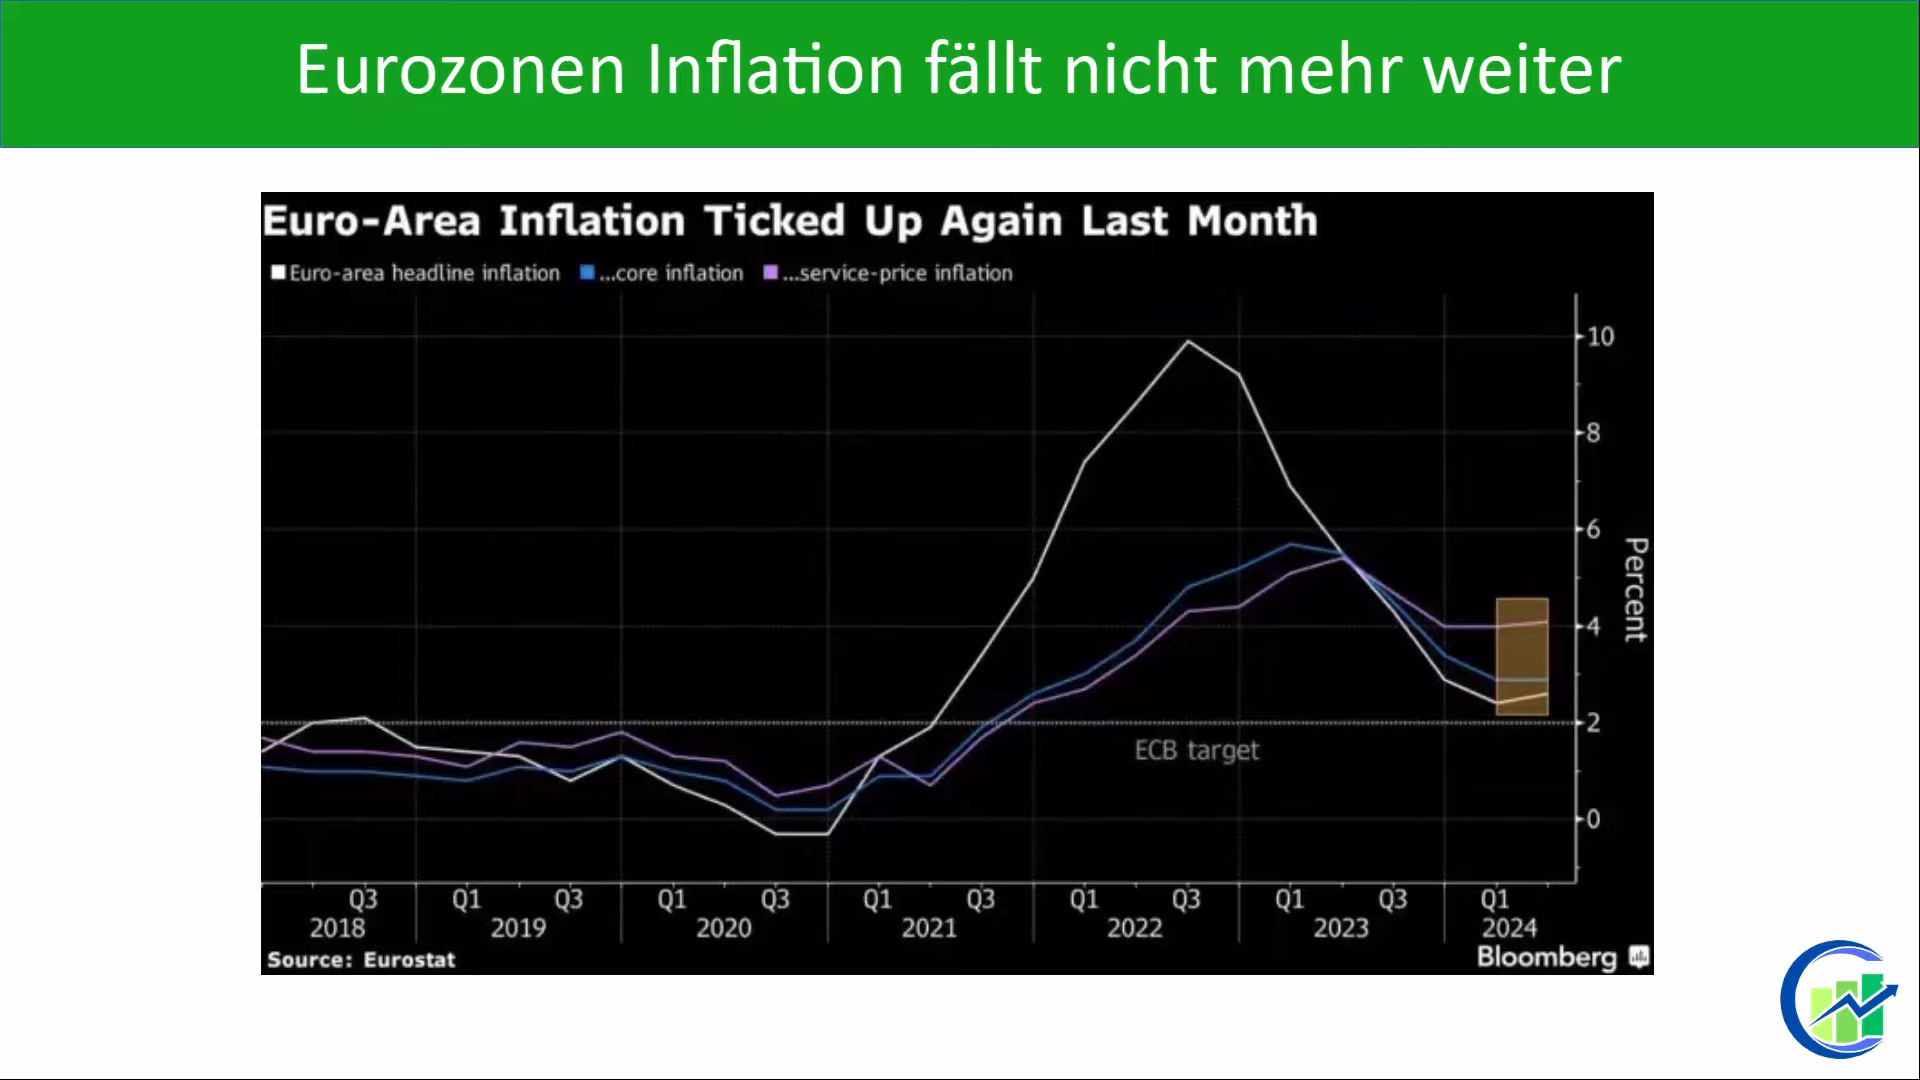 Eurozonen Inflation fällt nicht mehr weiter
Euro-Area Inflation Ticked Up Again Last Month
Euro-area headline inflation ...core inflation ...service-price inflation
10
8
6
4
2
0
Percent
ECB target
Q3 Q1 Q3 Q1 Q3 Q1 Q3 Q1 Q3 Q1 Q3 Q1
2018 2019 2020 2021 2022 2023 2024
Source: Eurostat
Bloomberg